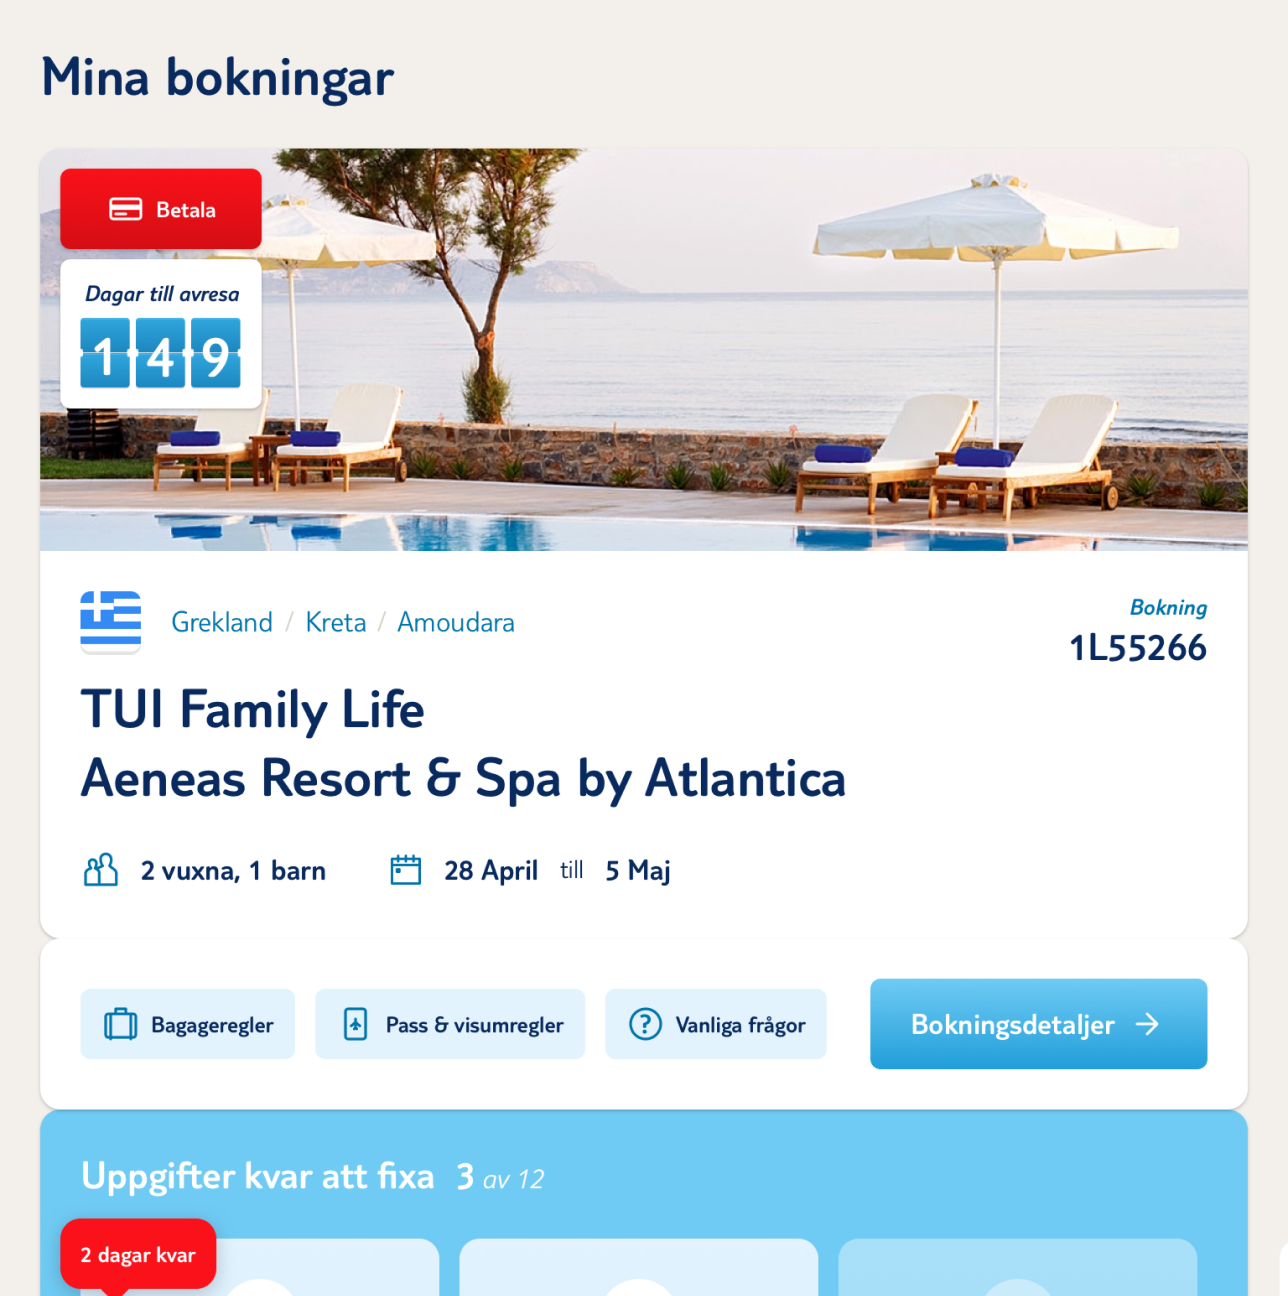 Mina bokningar
Betala
Dagar till avresa
149
Grekland / Kreta / Amoudara
Bokning
1L55266
TUI Family Life
Aeneas Resort & Spa by Atlantica
2 vuxna, 1 barn
28 April till 5 Maj
Bagageregler
Pass & visumregler
Vanliga frågor
Bokningsdetaljer
Uppgifter kvar att fixa 3 av 12
2 dagar kvar